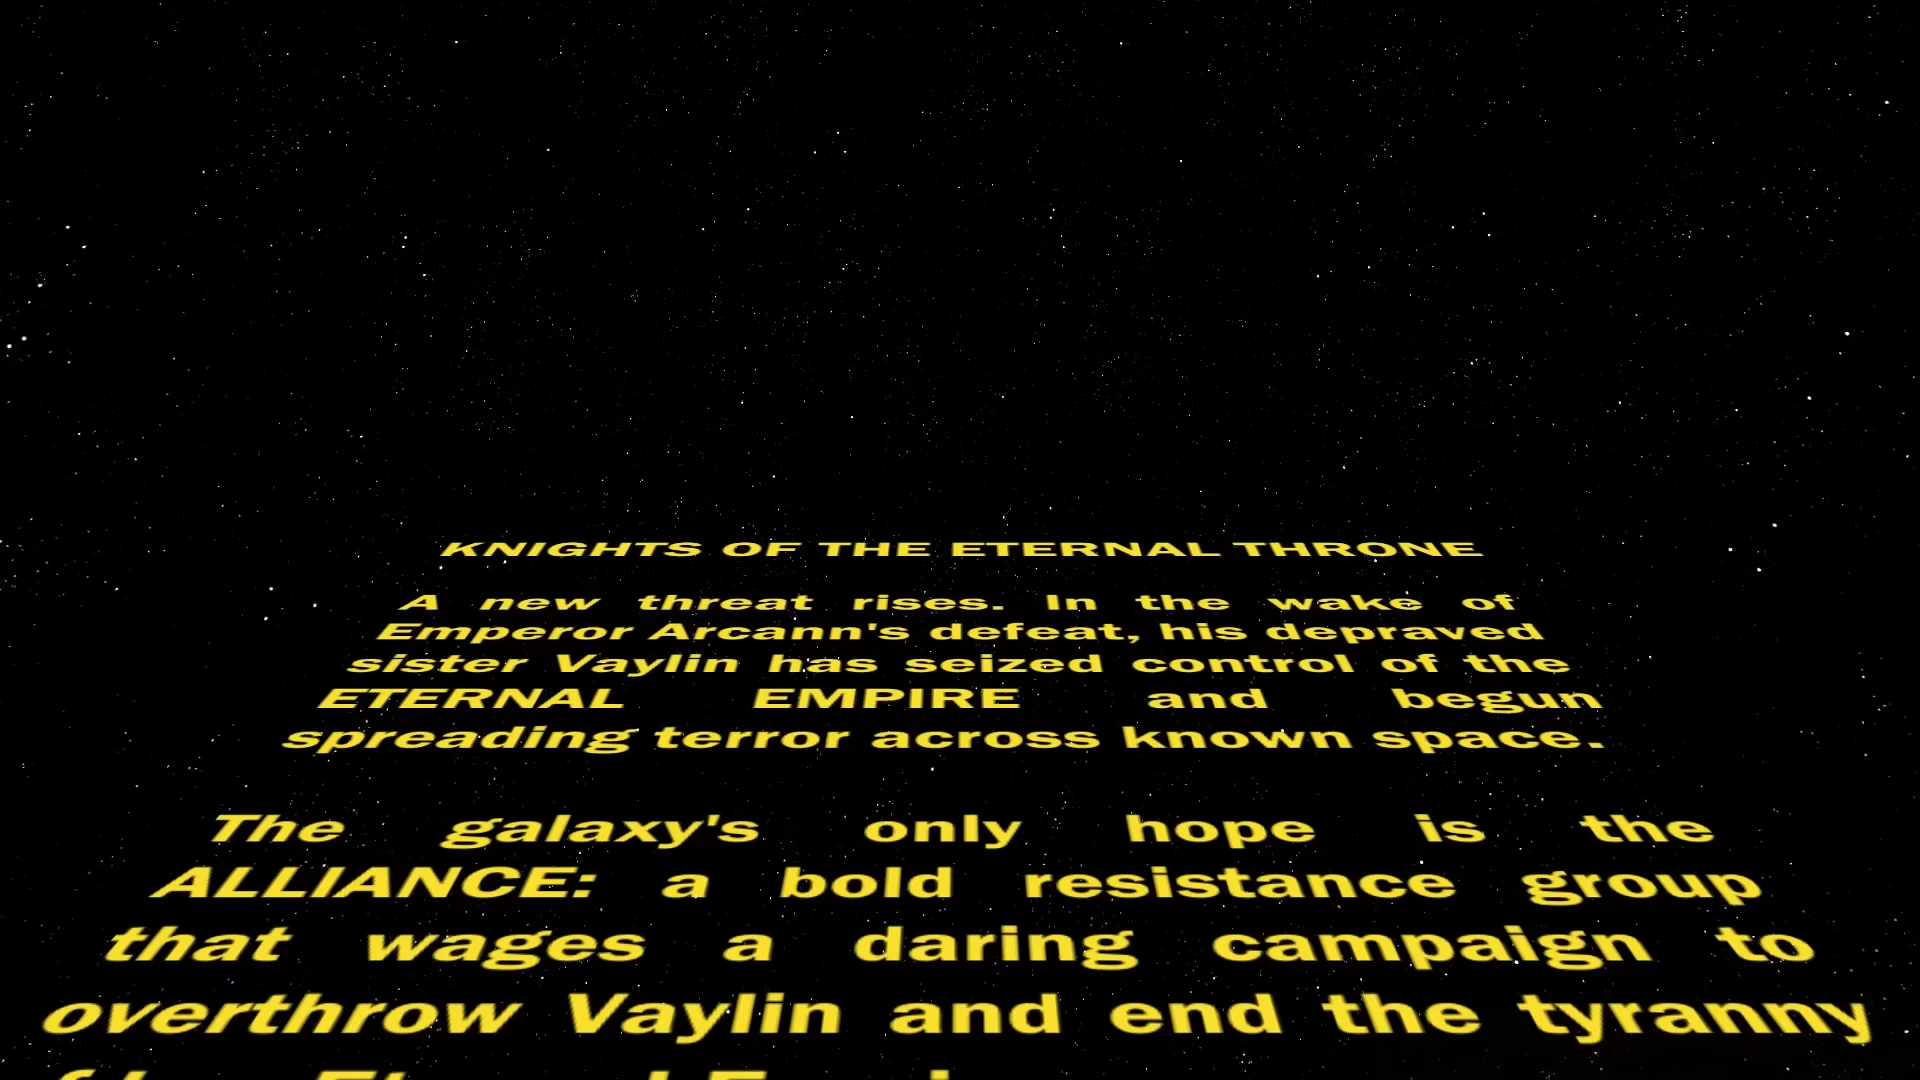 KNIGHTS OF THE ETERNAL THRONE
A new threat rises. In the wake of
Emperor Arcann's defeat, his depraved
sister Vaylin has seized control of the
ETERNAL EMPIRE and begun
spreading terror across known space.
The galaxy's only hope is the
ALLIANCE: a bold resistance group
that wages a daring campaign to
overthrow Vaylin and end the tyranny